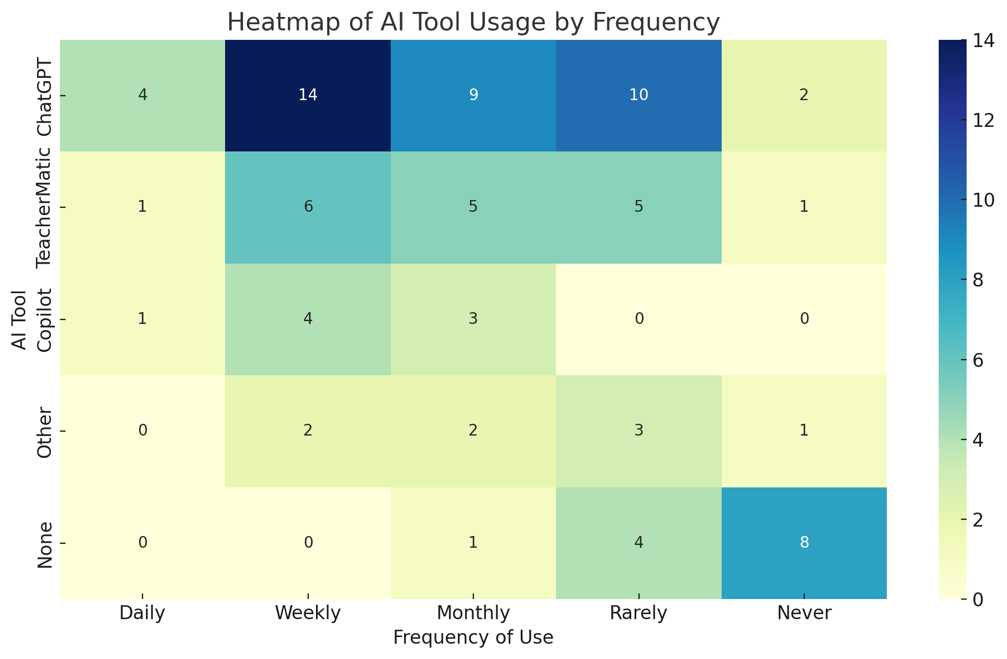 Heatmap of AI Tool Usage by Frequency
AI Tool
ChatGPT
4 14 9 10 2
TeacherMatic
1 6 5 5 1
Copilot
1 4 3 0 0
Other
0 2 2 3 1
None
0 0 1 4 8
Daily Weekly Monthly Rarely Never
Frequency of Use
14
12
10
8
6
4
2
0